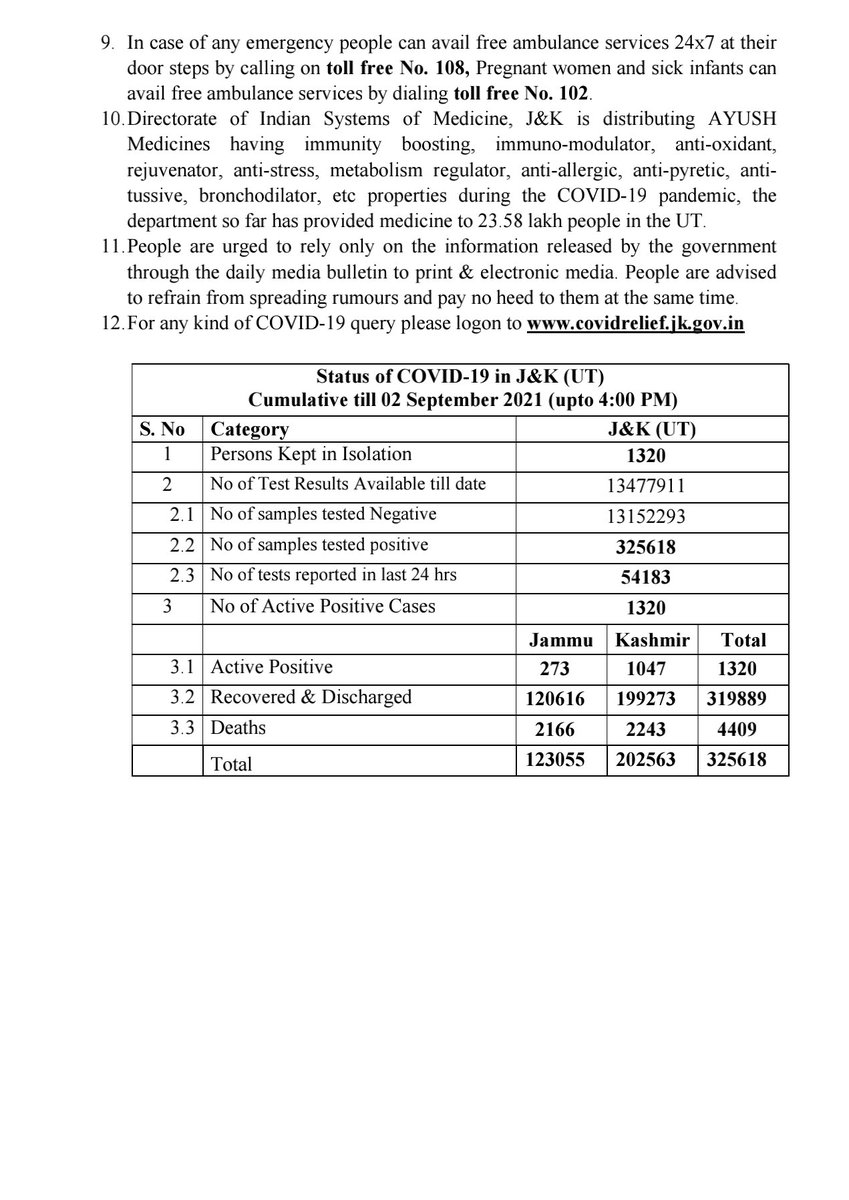 9. In case of any emergency people can avail free ambulance services 24x7 at their
door steps by calling on toll free No. 108, Pregnant women and sick infants can
avail free ambulance services by dialing toll free No. 102.
10. Directorate of Indian Systems of Medicine, J&K is distributing AYUSH
Medicines having immunity boosting, immuno-modulator, anti-oxidant,
rejuvenator, anti-stress, metabolism regulator, anti-allergic, anti-pyretic, anti-
tussive, bronchodilator, etc properties during the COVID-19 pandemic, the
department so far has provided medicine to 23.58 lakh people in the UT.
11. People are urged to rely only on the information released by the government
through the daily media bulletin to print & electronic media. People are advised
to refrain from spreading rumours and pay no heed to them at the same time.
12. For any kind of COVID-19 query please logon to www.covidrelief.jk.gov.in
Status of COVID-19 in J&K (UT)
Cumulative till 02 September 2021 (upto 4:00 PM)
S. No Category J&K (UT)
1 Persons Kept in Isolation 1320
2 No of Test Results Available till date 13477911
2.1 No of samples tested Negative 13152293
2.2 No of samples tested positive 325618
2.3 No of tests reported in last 24 hrs 54183
3 No of Active Positive Cases 1320
Jammu Kashmir Total
3.1 Active Positive 273 1047 1320
3.2 Recovered & Discharged 120616 199273 319889
3.3 Deaths 2166 2243 4409
Total 123055 202563 325618